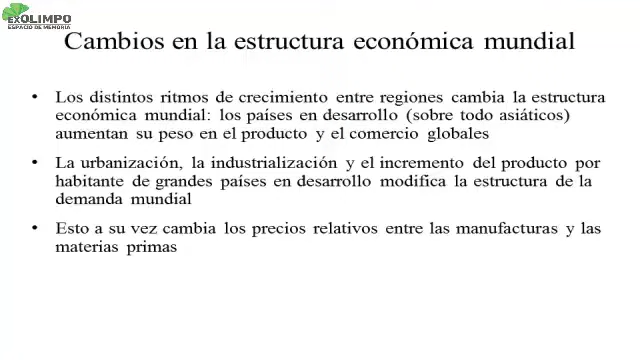 exOLIMPO
ESPACIO DE MEMORIA
Cambios en la estructura económica mundial
• Los distintos ritmos de crecimiento entre regiones cambia la estructura
económica mundial: los países en desarrollo (sobre todo asiáticos)
aumentan su peso en el producto y el comercio globales
• La urbanización, la industrialización y el incremento del producto por
habitante de grandes países en desarrollo modifica la estructura de la
demanda mundial
• Esto a su vez cambia los precios relativos entre las manufacturas y las
materias primas